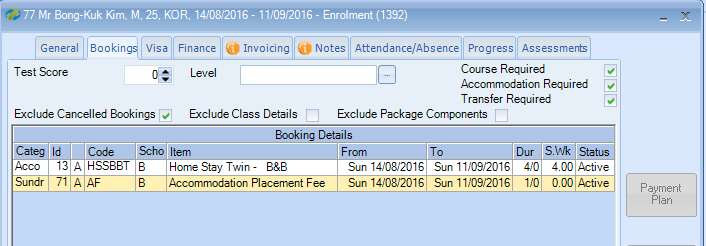 77 Mr Bong-Kuk Kim, M, 25, KOR, 14/08/2016 - 11/09/2016 - Enrolment (1392)
General Bookings Visa Finance Invoicing Notes Attendance/Absence Progress Assessments
Test Score 0 Level ... Course Required
Accommodation Required
Transfer Required
Exclude Cancelled Bookings Exclude Class Details Exclude Package Components
Booking Details
Categ Id Code Scho Item From To Dur S.Wk Status
Acco 13 A HSSBBT B Home Stay Twin - B&B Sun 14/08/2016 Sun 11/09/2016 4/0 4.00 Active
Sundr 71 A AF B Accommodation Placement Fee Sun 14/08/2016 Sun 11/09/2016 1/0 0.00 Active
Payment
Plan